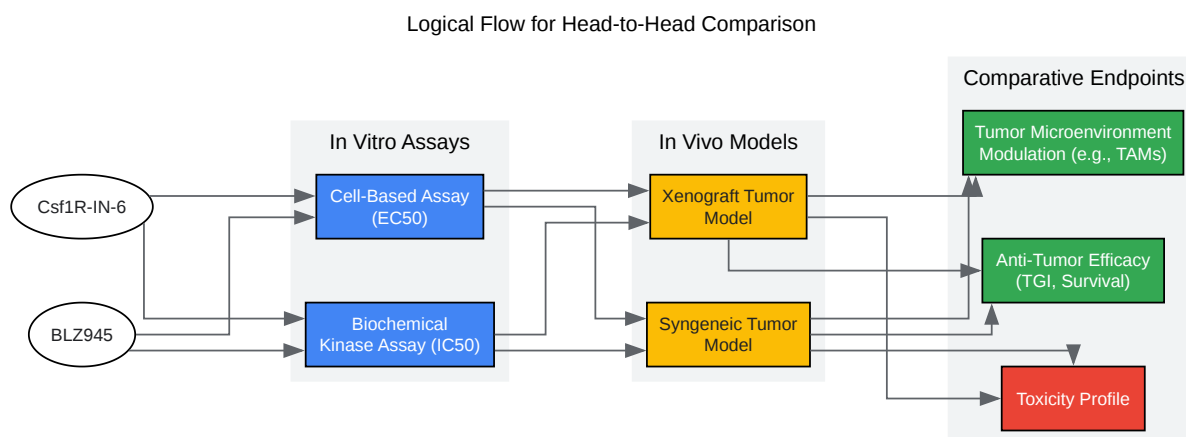 Logical Flow for Head-to-Head Comparison
Csf1R-IN-6
BLZ945
In Vitro Assays
Cell-Based Assay
(EC50)
Biochemical
Kinase Assay (IC50)
In Vivo Models
Xenograft Tumor
Model
Syngeneic Tumor
Model
Comparative Endpoints
Tumor Microenvironment
Modulation (e.g., TAMs)
Anti-Tumor Efficacy
(TGI, Survival)
Toxicity Profile